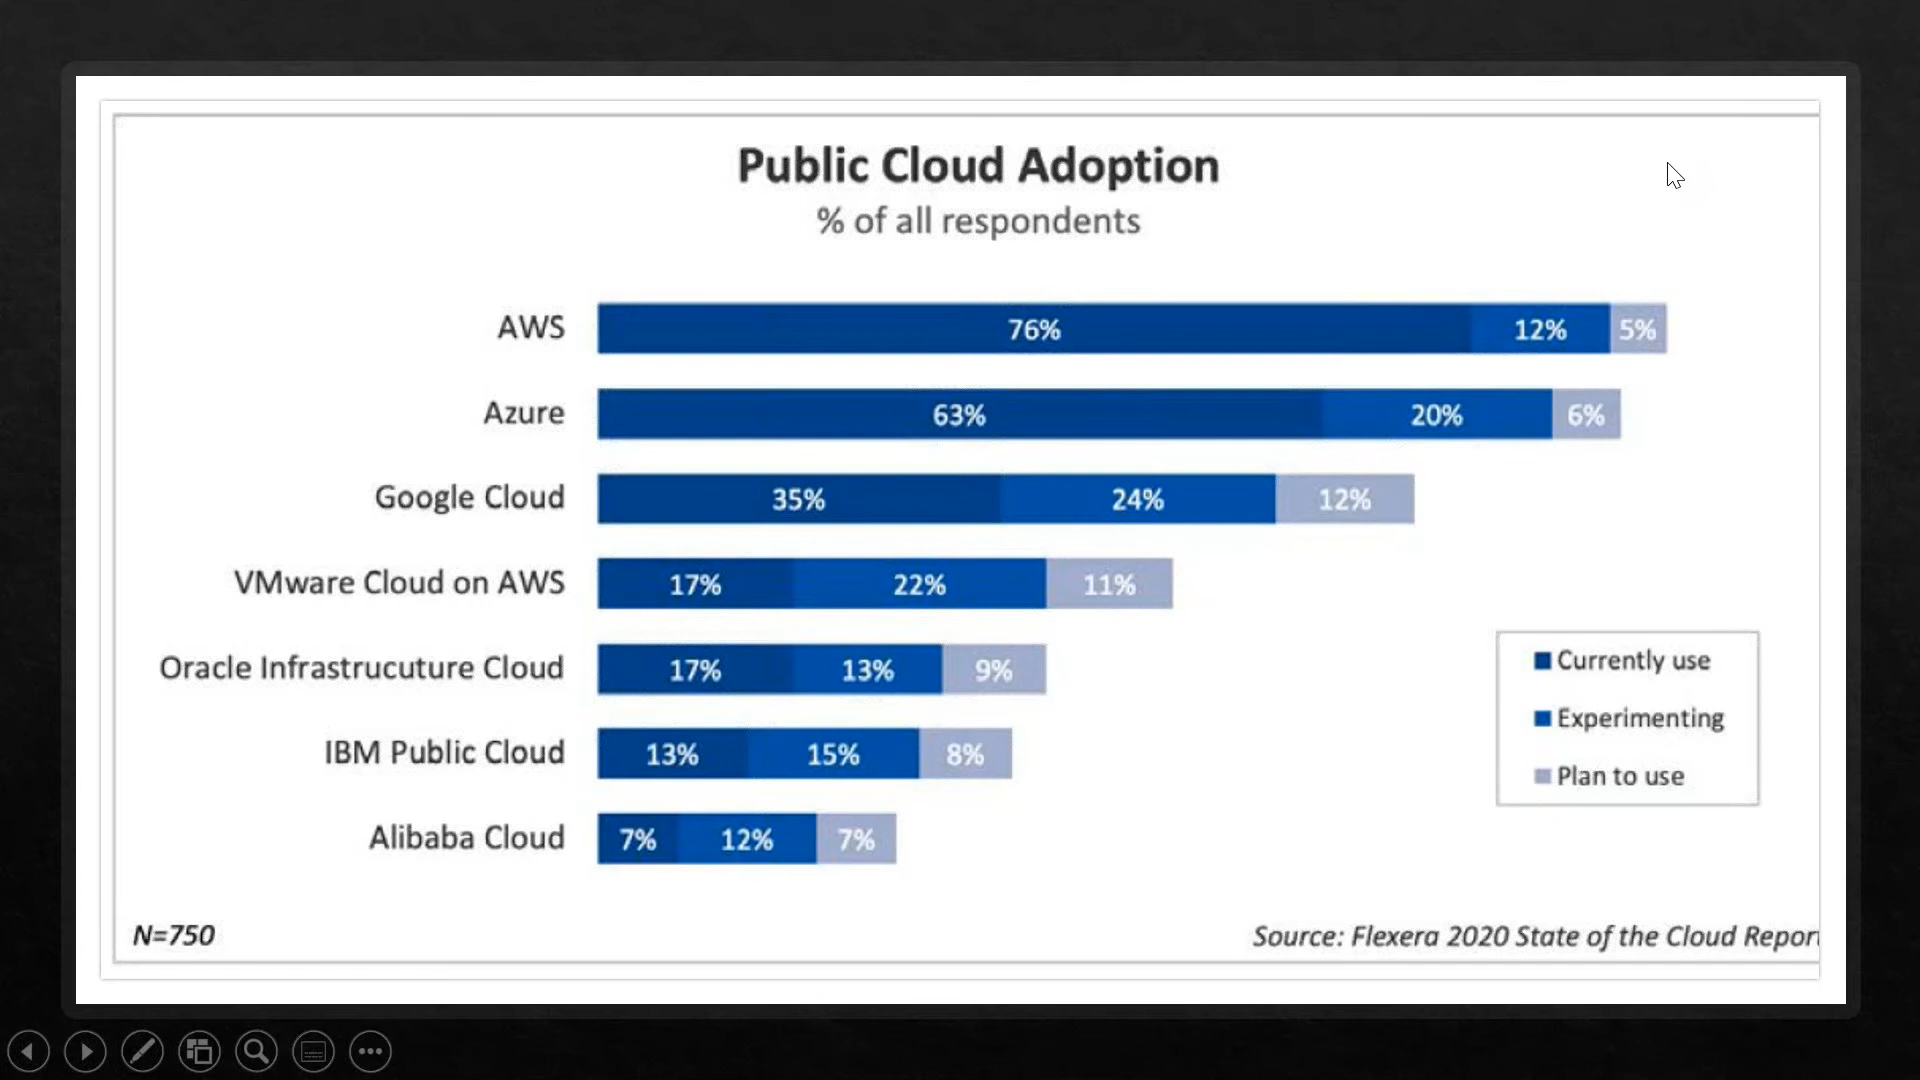 Public Cloud Adoption
% of all respondents
AWS 76% 12% 5%
Azure 63% 20% 6%
Google Cloud 35% 24% 12%
VMware Cloud on AWS 17% 22% 11%
Oracle Infrastrucuture Cloud 17% 13% 9%
IBM Public Cloud 13% 15% 8%
Alibaba Cloud 7% 12% 7%
Currently use
Experimenting
Plan to use
N=750
Source: Flexera 2020 State of the Cloud Repor